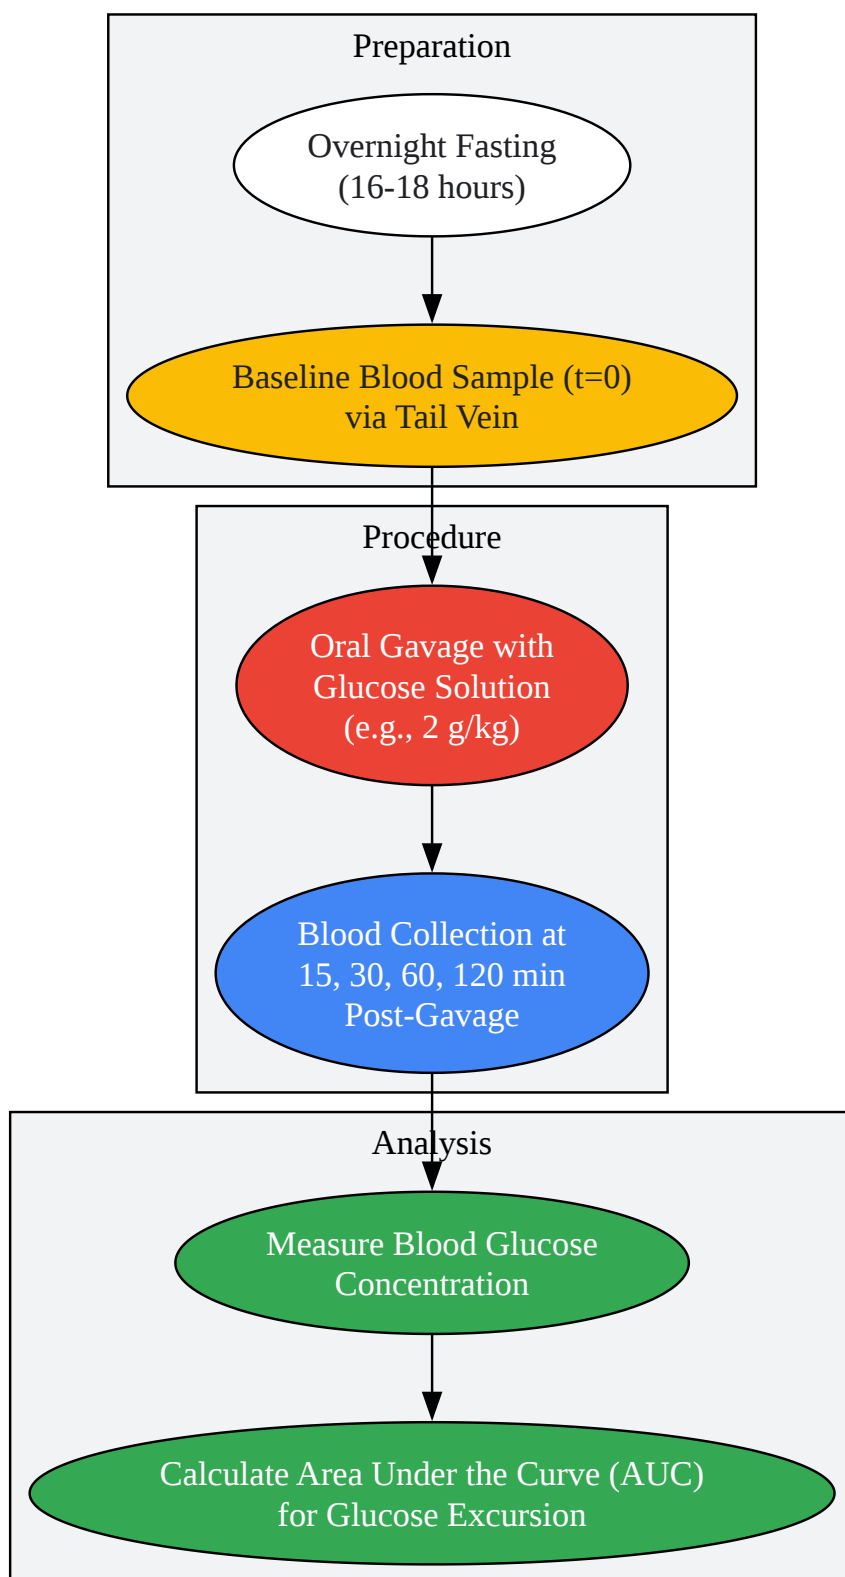 Preparation
Overnight Fasting
(16-18 hours)
Baseline Blood Sample (t=0)
via Tail Vein
Procedure
Oral Gavage with
Glucose Solution
(e.g., 2 g/kg)
Blood Collection at
15, 30, 60, 120 min
Post-Gavage
Analysis
Measure Blood Glucose
Concentration
Calculate Area Under the Curve (AUC)
for Glucose Excursion